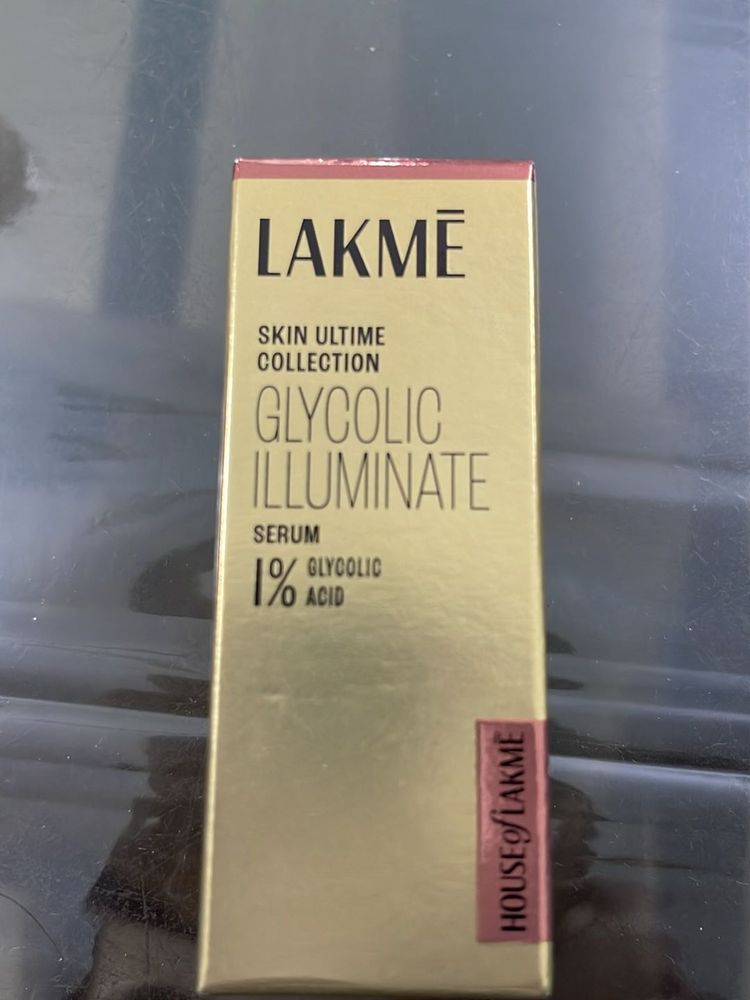 LAKMĒ
SKIN ULTIME
COLLECTION
GLYCOLIC
ILLUMINATE
SERUM
1% GLYCOLIC
ACID
HOUSE of LAKMĒ